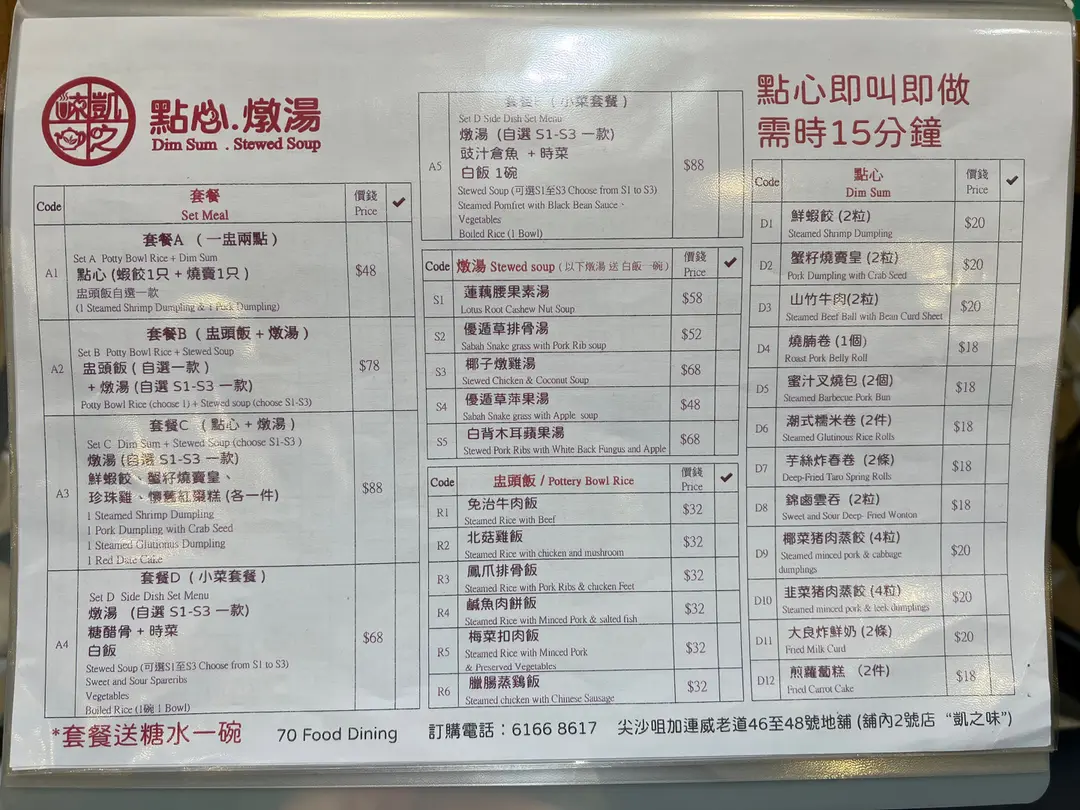 凱之味
點心.燉湯
Dim Sum . Stewed Soup
Code 套餐 Set Meal 價錢 Price ✔
套餐A （一盅兩點）
Set A Potty Bowl Rice + Dim Sum
A1 點心 (蝦餃1只 + 燒賣1只 ) $48
盅頭飯自選一款
(1 Steamed Shrimp Dumpling & 1 Pork Dumpling)
套餐B （ 盅頭飯 + 燉湯 )
Set B Potty Bowl Rice + Stewed Soup
A2 盅頭飯 ( 自選一款 ) $78
+ 燉湯 (自選 S1-S3 一款)
Potty Bowl Rice (choose 1) + Stewed soup (choose S1-S3)
套餐C （ 點心 + 燉湯 )
Set C Dim Sum + Stewed Soup (choose S1-S3 )
燉湯 (自選 S1-S3 一款)
鮮蝦餃、蟹籽燒賣皇、
A3 珍珠雞、懷舊紅棗糕 (各一件) $88
1 Steamed Shrimp Dumpling
1 Pork Dumpling with Crab Seed
1 Steamed Glutionus Dumpling
1 Red Date Cake
套餐D （ 小菜套餐 ）
Set D Side Dish Set Menu
燉湯 （自選 S1-S3 一款)
糖醋骨 + 時菜
A4 白飯 $68
Stewed Soup (可選S1至S3 Choose from S1 to S3)
Sweet and Sour Spareribs
Vegetables
Boiled Rice (1碗 1 Bowl)
*套餐送糖水一碗
（小菜套餐 ）
Set D Side Dish Set Menu
燉湯 （自選 S1-S3 一款)
豉汁倉魚 + 時菜
A5 白飯 1碗 $88
Stewed Soup (可選S1至S3 Choose from S1 to S3)
Steamed Pomfret with Black Bean Sauce、
Vegetables
Boiled Rice (1 Bowl)
Code 燉湯 Stewed soup ( 以下燉湯 送 白飯一碗 ) 價錢 Price ✔
S1 蓮藕腰果素湯 $58
Lotus Root Cashew Nut Soup
S2 優遁草排骨湯 $52
Sabah Snake grass with Pork Rib soup
S3 椰子燉雞湯 $68
Stewed Chicken & Coconut Soup
S4 優遁草萍果湯 $48
Sabah Snake grass with Apple soup
S5 白背木耳蘋果湯 $68
Stewed Pork Ribs with White Back Fungus and Apple
Code 盅頭飯 / Pottery Bowl Rice 價錢 Price ✔
R1 免治牛肉飯 $32
Steamed Rice with Beef
R2 北菇雞飯 $32
Steamed Rice with chicken and mushroom
R3 鳳爪排骨飯 $32
Steamed Rice with Pork Ribs & chicken Feet
R4 鹹魚肉餅飯 $32
Steamed Rice with Minced Pork & salted fish
R5 梅菜扣肉飯 $32
Steamed Rice with Minced Pork
& Preserved Vegetables
R6 臘腸蒸鷄飯 $32
Steamed chicken with Chinese Sausage
點心即叫即做
需時15分鐘
Code 點心 Dim Sum 價錢 Price ✔
D1 鮮蝦餃 (2粒) $20
Steamed Shrimp Dumpling
D2 蟹籽燒賣皇 (2粒) $20
Pork Dumpling with Crab Seed
D3 山竹牛肉(2粒) $20
Steamed Beef Ball with Bean Curd Sheet
D4 燒腩卷 (1個) $18
Roast Pork Belly Roll
D5 蜜汁叉燒包 (2個) $18
Steamed Barbecue Pork Bun
D6 潮式糯米卷 (2件) $18
Steamed Glutinous Rice Rolls
D7 芋絲炸春卷 （2條) $18
Deep-Fried Taro Spring Rolls
D8 錦鹵雲吞 （2粒) $18
Sweet and Sour Deep- Fried Wonton
D9 椰菜猪肉蒸餃 (4粒) $20
Steamed minced pork & cabbage
dumplings
D10 韭菜猪肉蒸餃 (4粒) $20
Steamed minced pork & leek dumplings
D11 大良炸鮮奶 (2條) $20
Fried Milk Curd
D12 煎蘿蔔糕 （2件) $18
Fried Carrot Cake
70 Food Dining 訂購電話：6166 8617 尖沙咀加連威老道46至48號地舖 (舖內2號店 “凱之味”)